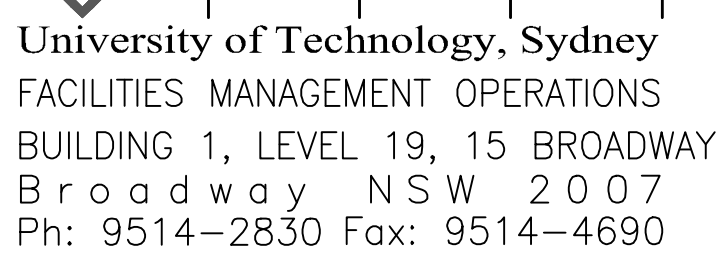 University of Technology, Sydney
FACILITIES MANAGEMENT OPERATIONS
BUILDING 1, LEVEL 19, 15 BROADWAY
Broadway NSW 2007
Ph: 9514-2830 Fax: 9514-4690